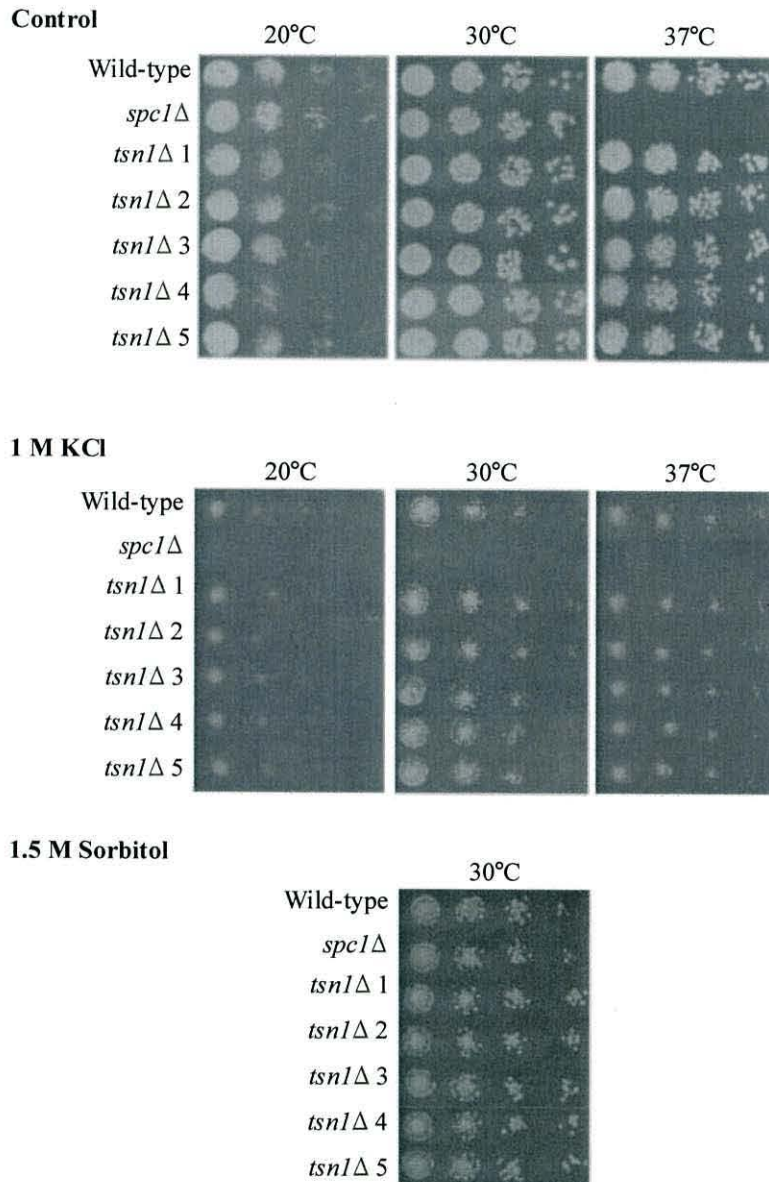 Control
20°C 30°C 37°C
Wild-type
spc1Δ
tsn1Δ 1
tsn1Δ 2
tsn1Δ 3
tsn1Δ 4
tsn1Δ 5
1 M KCl
20°C 30°C 37°C
Wild-type
spc1Δ
tsn1Δ 1
tsn1Δ 2
tsn1Δ 3
tsn1Δ 4
tsn1Δ 5
1.5 M Sorbitol
30°C
Wild-type
spc1Δ
tsn1Δ 1
tsn1Δ 2
tsn1Δ 3
tsn1Δ 4
tsn1Δ 5